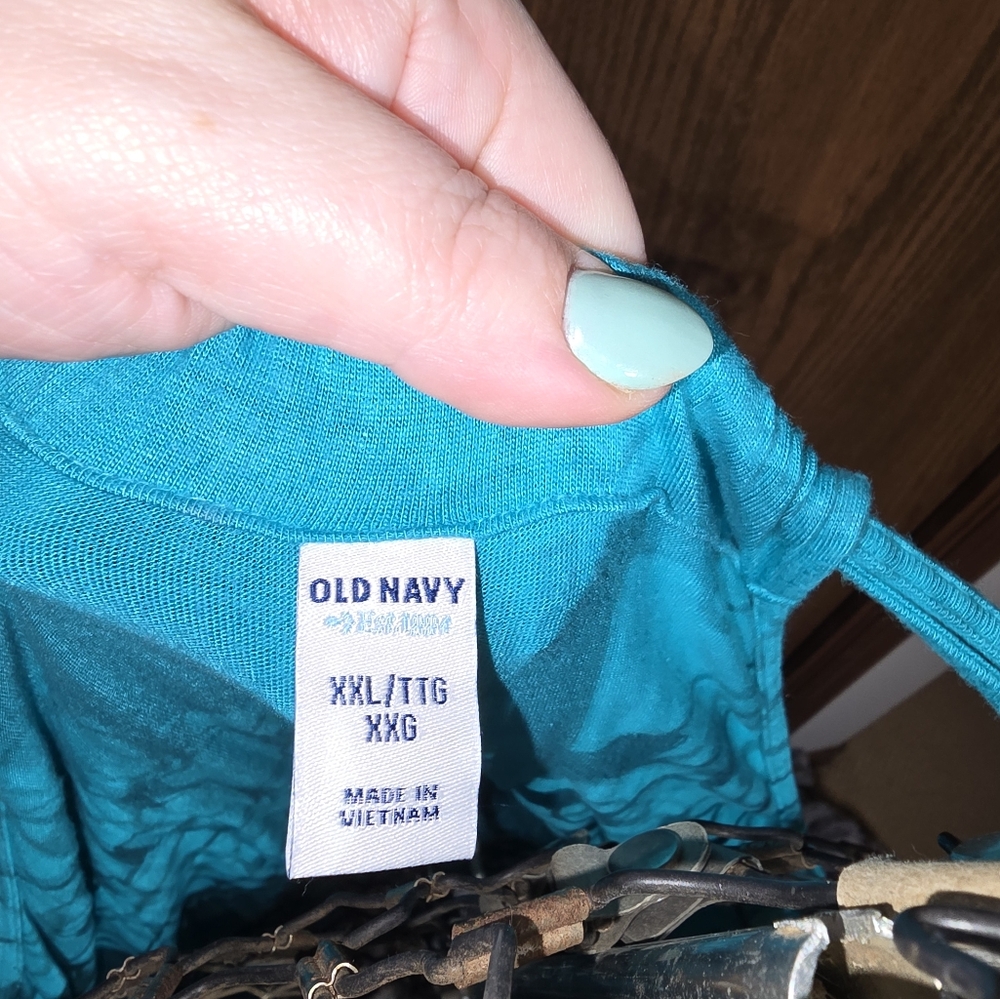 OLD NAVY
XXL/TTG
XXG
MADE IN
VIETNAM